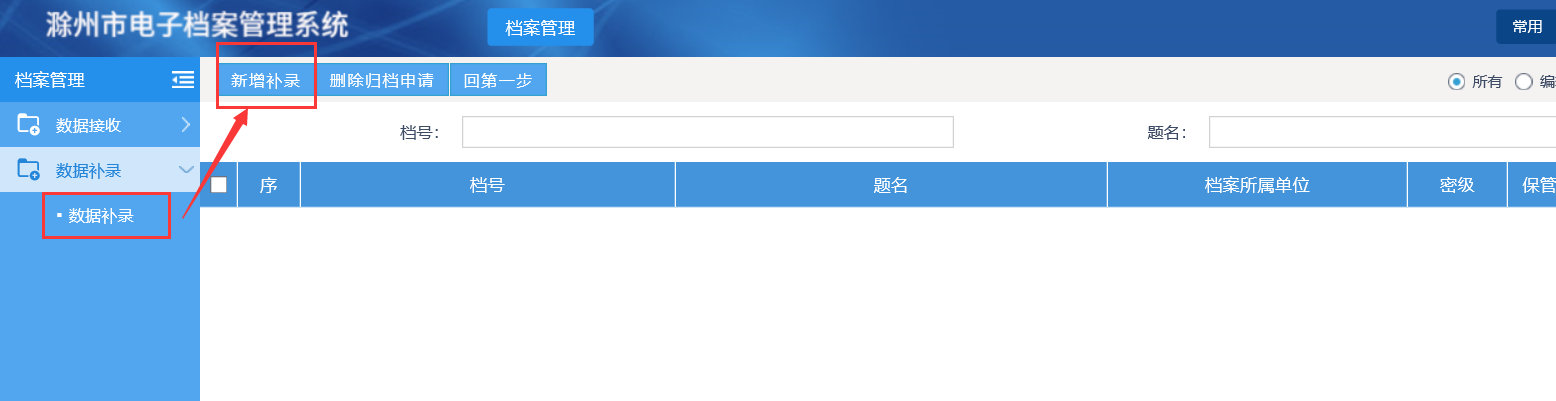 滁州市电子档案管理系统
档案管理
常用
档案管理
新增补录
删除归档申请
回第一步
所有
数据接收
档号：
题名：
数据补录
序
档号
题名
档案所属单位
密级
保管
数据补录